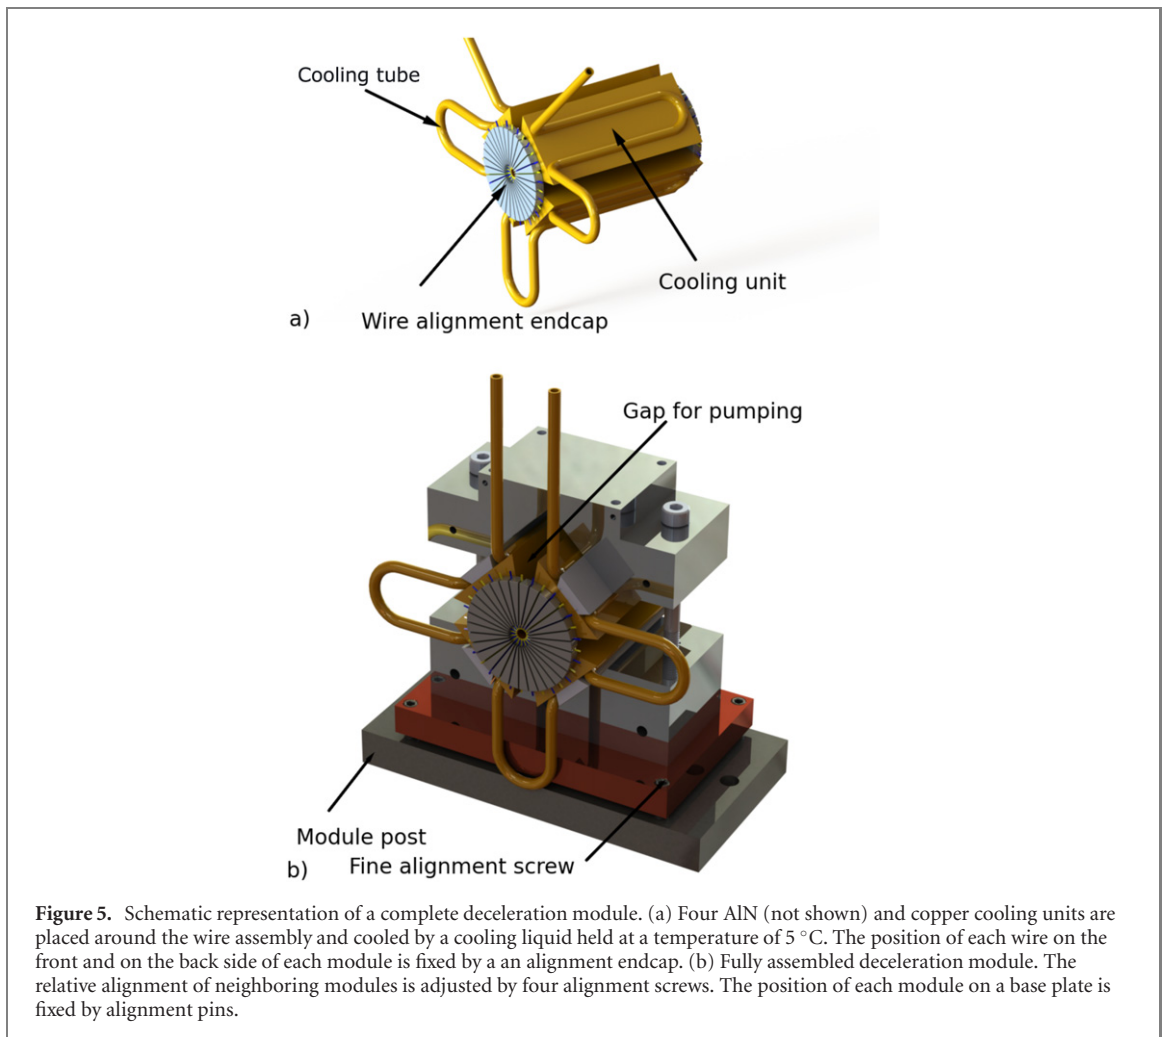 Cooling tube
Cooling unit
a) Wire alignment endcap
Gap for pumping
Module post
b) Fine alignment screw
Figure 5. Schematic representation of a complete deceleration module. (a) Four AlN (not shown) and copper cooling units are
placed around the wire assembly and cooled by a cooling liquid held at a temperature of 5 °C. The position of each wire on the
front and on the back side of each module is fixed by a an alignment endcap. (b) Fully assembled deceleration module. The
relative alignment of neighboring modules is adjusted by four alignment screws. The position of each module on a base plate is
fixed by alignment pins.